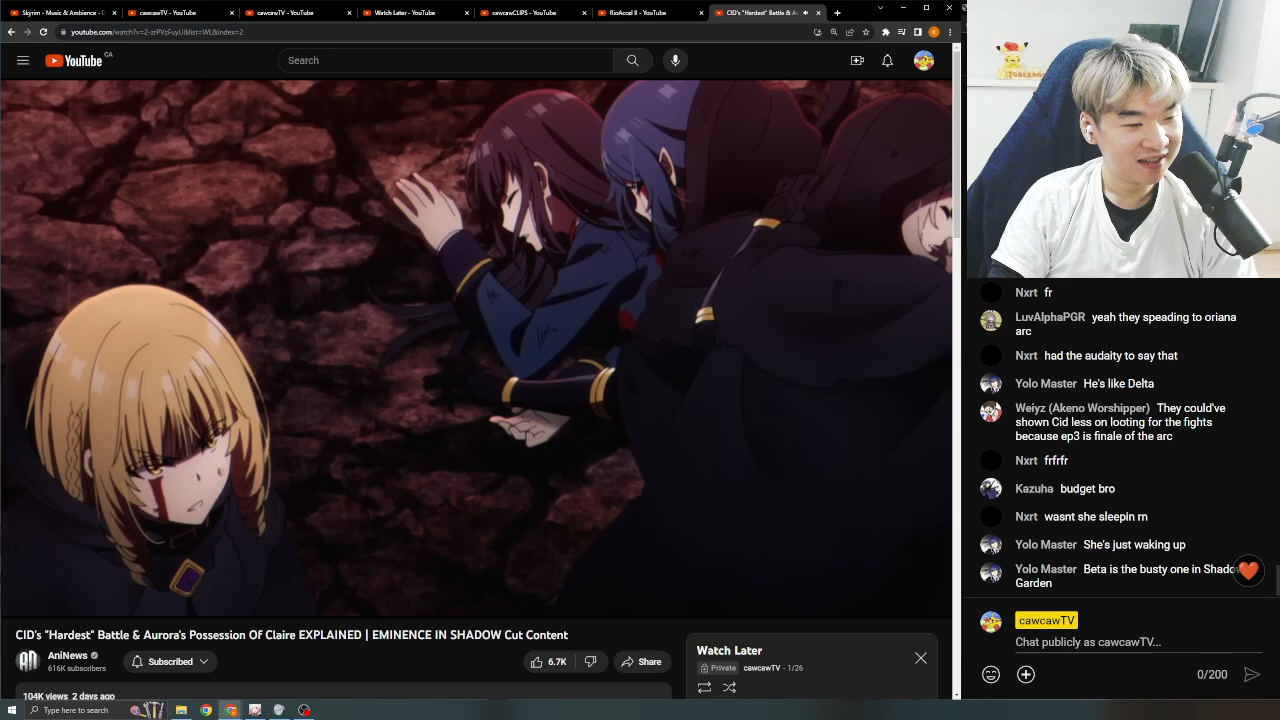 Skyrim - Music & Ambience -
cawcawTV - YouTube
cawcawTV - YouTube
Watch Later - YouTube
cawcawCLIPS - YouTube
RioAccel II - YouTube
CID's "Hardest" Battle & A
youtube.com/watch?v=2-zrPVzFuyU&list=WL&index=2
YouTube CA
Search
TOBLERON
Nxrt fr
LuvAlphaPGR yeah they speading to oriana
arc
Nxrt had the audaity to say that
Yolo Master He's like Delta
Weiyz (Akeno Worshipper) They could've
shown Cid less on looting for the fights
because ep3 is finale of the arc
Nxrt frfrfr
Kazuha budget bro
Nxrt wasnt she sleepin rn
Yolo Master She's just waking up
Yolo Master Beta is the busty one in Shado
Garden
cawcawTV
Chat publicly as cawcawTV...
0/200
CID's "Hardest" Battle & Aurora's Possession Of Claire EXPLAINED | EMINENCE IN SHADOW Cut Content
AniNews
616K subscribers
Subscribed
6.7K
Share
Watch Later
Private cawcawTV - 1/26
104K views 2 days ago
Type here to search